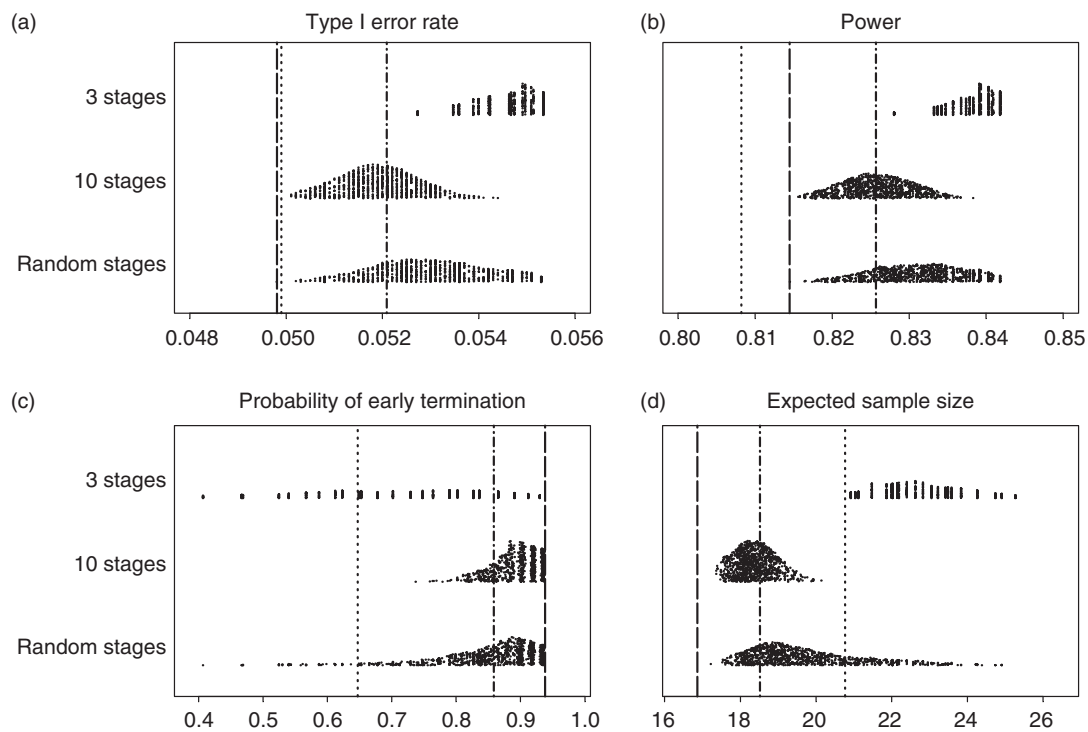 (a) Type I error rate
3 stages
10 stages
Random stages
0.048 0.050 0.052 0.054 0.056
(b) Power
0.80 0.81 0.82 0.83 0.84 0.85
(c) Probability of early termination
3 stages
10 stages
Random stages
0.4 0.5 0.6 0.7 0.8 0.9 1.0
(d) Expected sample size
16 18 20 22 24 26